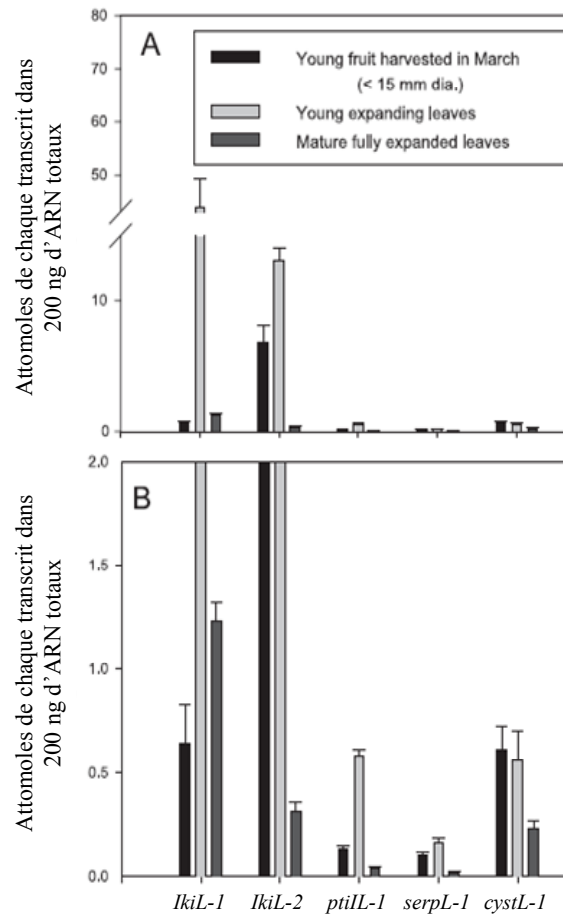 A
80
70
60
50
10
0
Young fruit harvested in March
(< 15 mm dia.)
Young expanding leaves
Mature fully expanded leaves
Attomoles de chaque transcrit dans
200 ng d’ARN totaux
B
2.0
1.5
1.0
0.5
0.0
Attomoles de chaque transcrit dans
200 ng d’ARN totaux
IkiL-1 IkiL-2 ptiIL-1 serpL-1 cystL-1